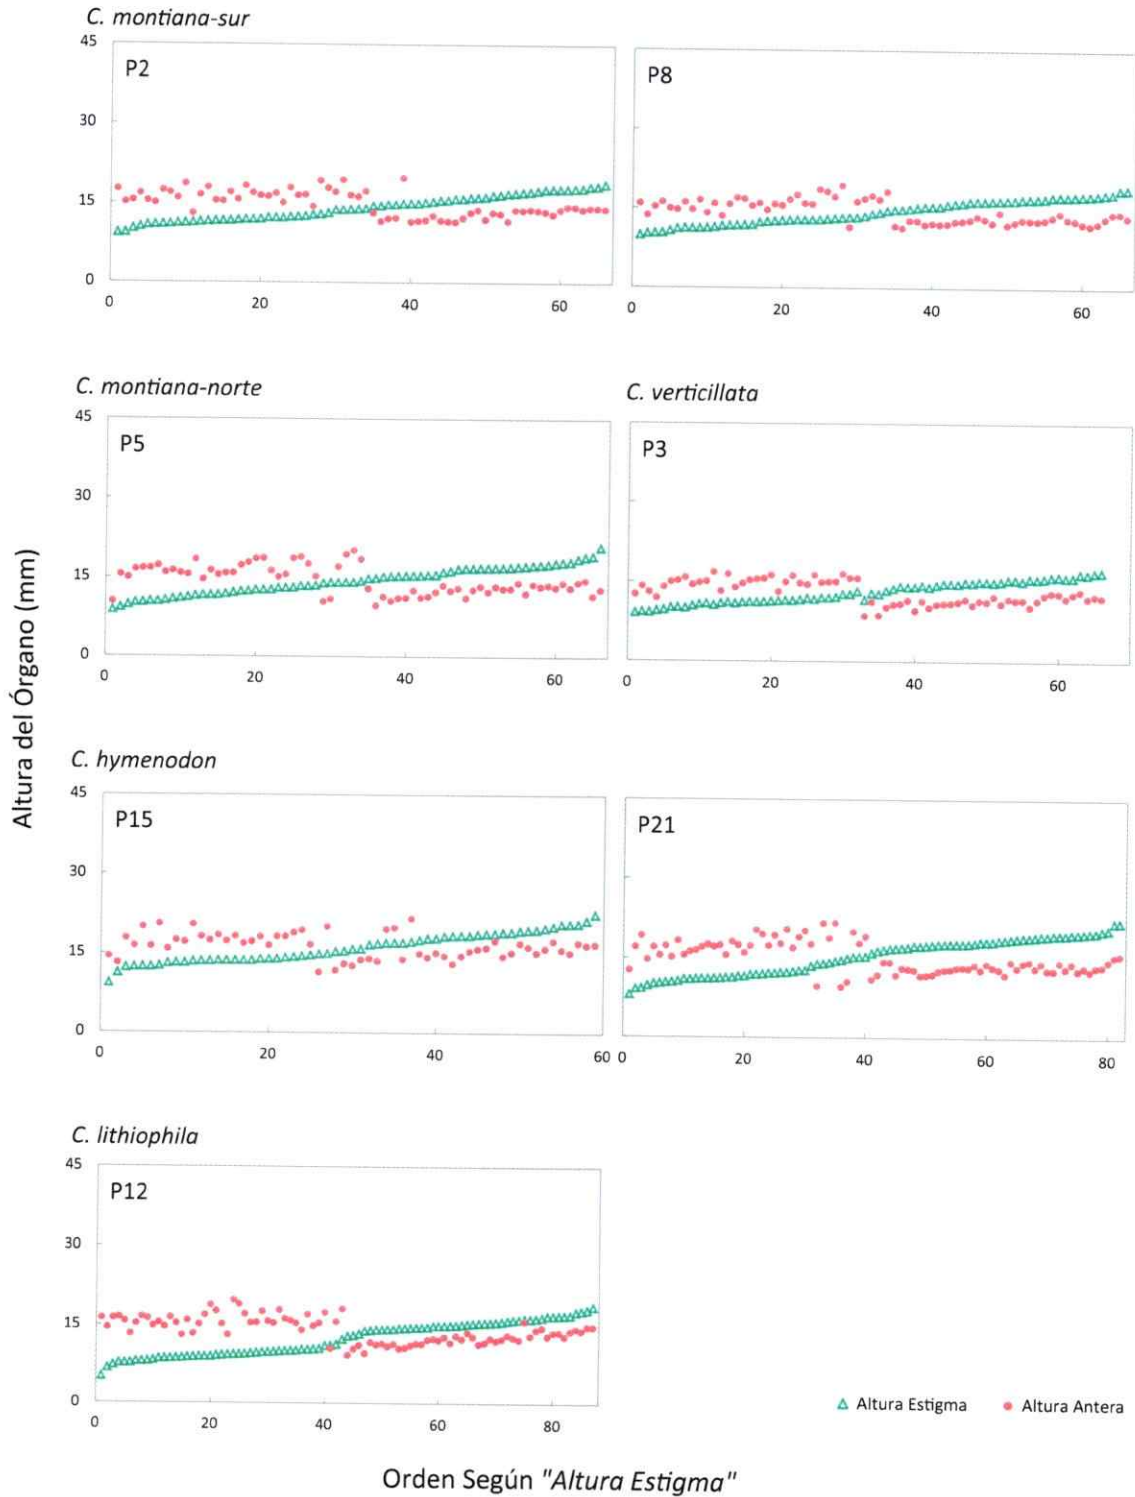 C. montiana-sur
45
P2
P8
30
15
0
0
20
40
60
0
20
40
60
C. montiana-norte
C. verticillata
45
P5
P3
30
15
0
0
20
40
60
0
20
40
60
Altura del Órgano (mm)
C. hymenodon
45
P15
P21
30
15
0
0
20
40
60
0
20
40
60
80
C. lithiophila
45
P12
30
15
0
0
20
40
60
80
Altura Estigma
Altura Antera
Orden Según "Altura Estigma"